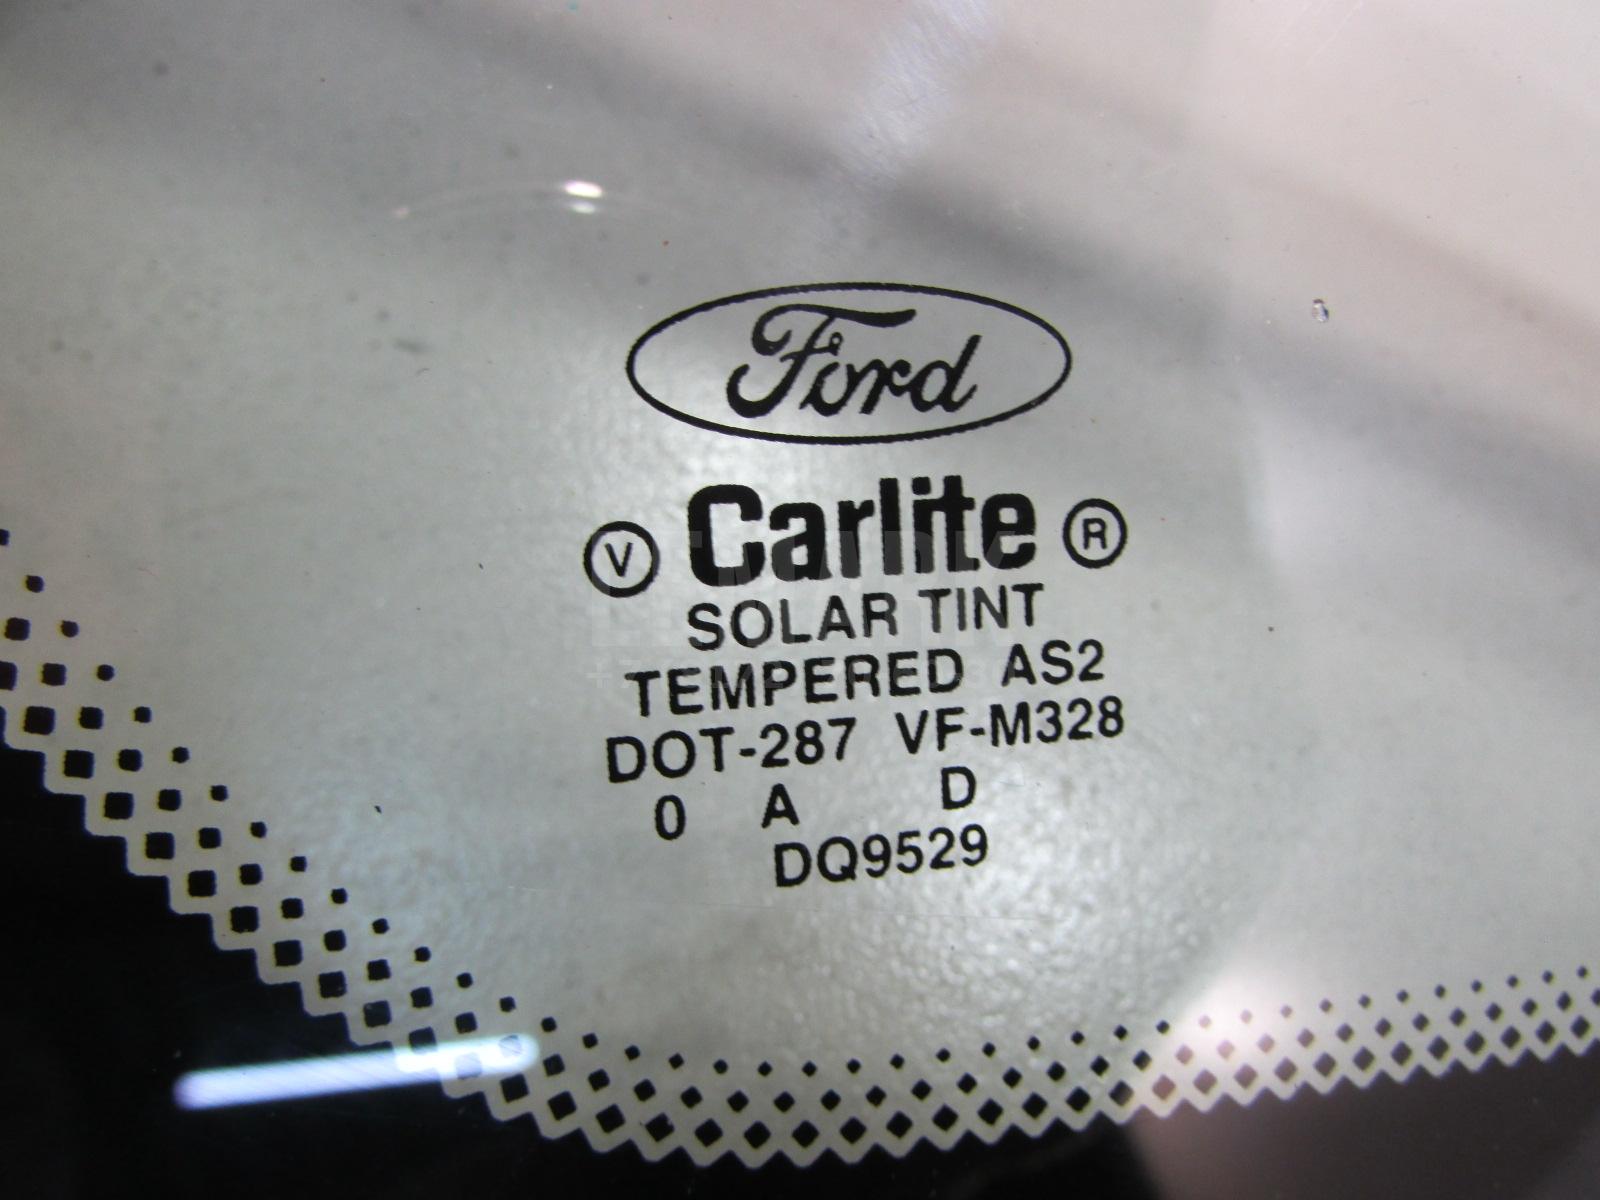 Ford
V Carlite R
SOLAR TINT
TEMPERED AS2
DOT-287 VF-M328
0 A D
DQ9529